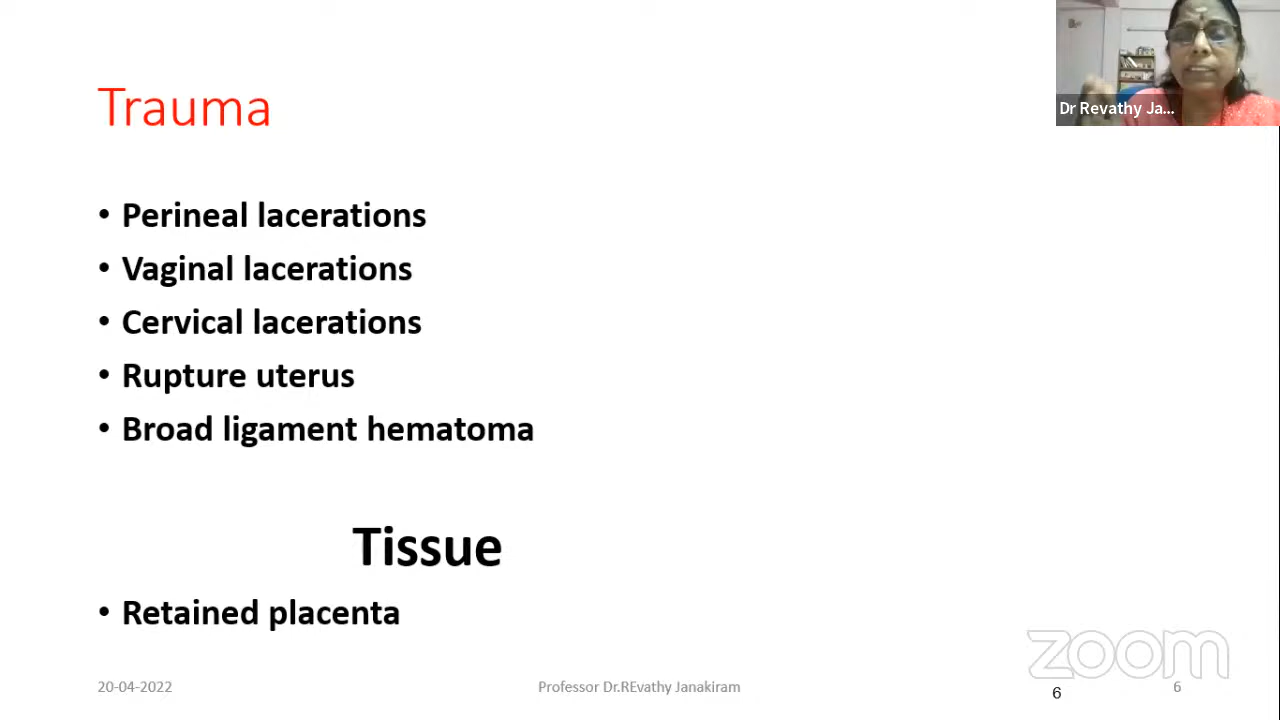 Dr Revathy Ja...
Trauma
• Perineal lacerations
• Vaginal lacerations
• Cervical lacerations
• Rupture uterus
• Broad ligament hematoma
Tissue
• Retained placenta
zoom
20-04-2022
Professor Dr.REvathy Janakiram
6
6